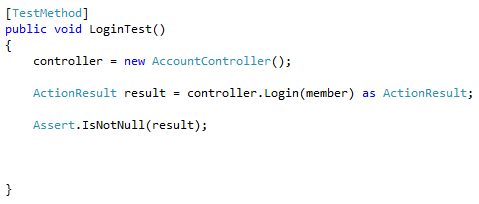 [TestMethod]
public void LoginTest()
{
controller = new AccountController();
ActionResult result = controller.Login(member) as ActionResult;
Assert.IsNotNull(result);
}